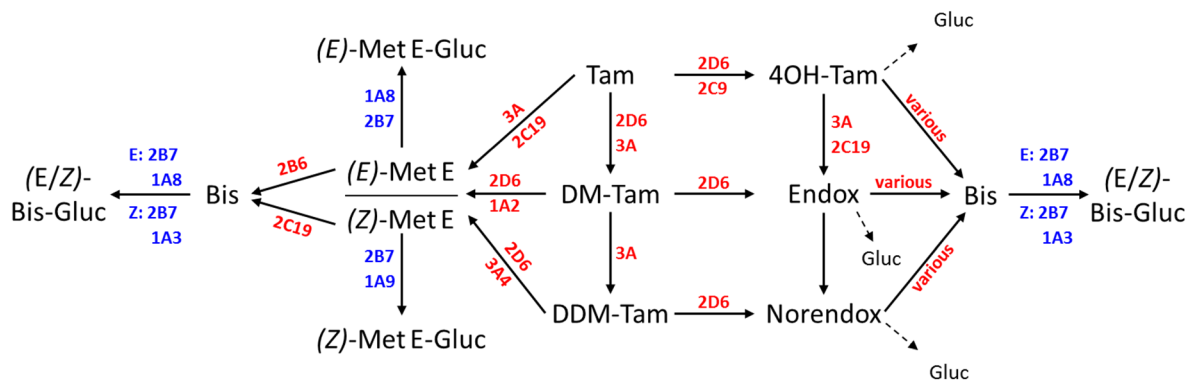 Gluc
(E)-Met E-Gluc
Tam
2D6
2C9
4OH-Tam
1A8
2B7
3A
2C19
2D6
3A
3A
2C19
various
(E/Z)-
Bis-Gluc
E: 2B7
1A8
Z: 2B7
1A3
Bis
2B6
2C19
(E)-Met E
(Z)-Met E
2D6
1A2
DM-Tam
2D6
Endox
various
Bis
E: 2B7
1A8
Z: 2B7
1A3
(E/Z)-
Bis-Gluc
2B7
1A9
2D6
3A4
3A
Gluc
various
(Z)-Met E-Gluc
DDM-Tam
2D6
Norendox
Gluc